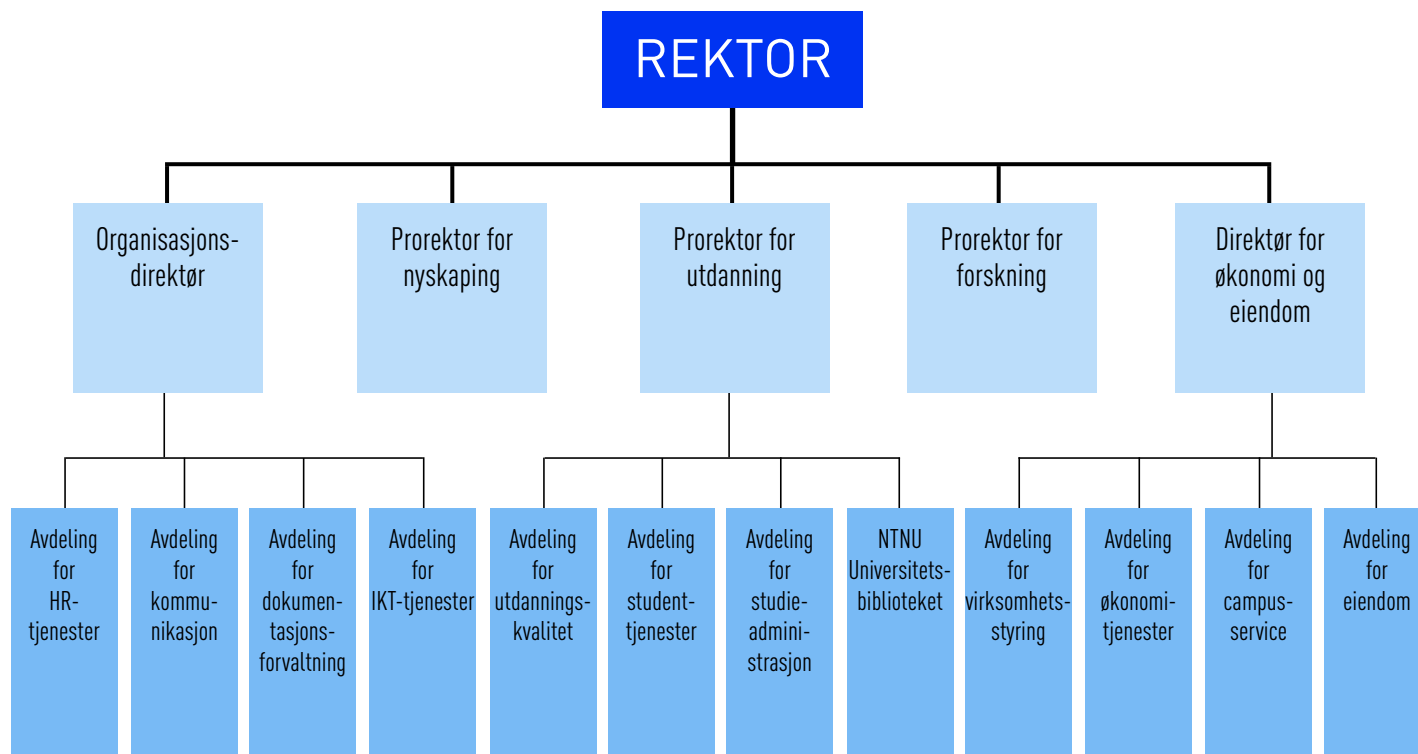 REKTOR
Organisasjons-
direktør
Prorektor for
nyskaping
Prorektor for
utdanning
Prorektor for
forskning
Direktør for
økonomi og
eiendom
Avdeling
for
HR-
tjenester
Avdeling
for
kommu-
nikasjon
Avdeling
for
dokumen-
tasjons-
forvaltning
Avdeling
for
IKT-tjenester
Avdeling
for
utdannings-
kvalitet
Avdeling
for
student-
tjenester
Avdeling
for
studie-
admini-
strasjon
NTNU
Universitets-
biblioteket
Avdeling
for
virksomhets-
styring
Avdeling
for
økonomi-
tjenester
Avdeling
for
campus-
service
Avdeling
for
eiendom